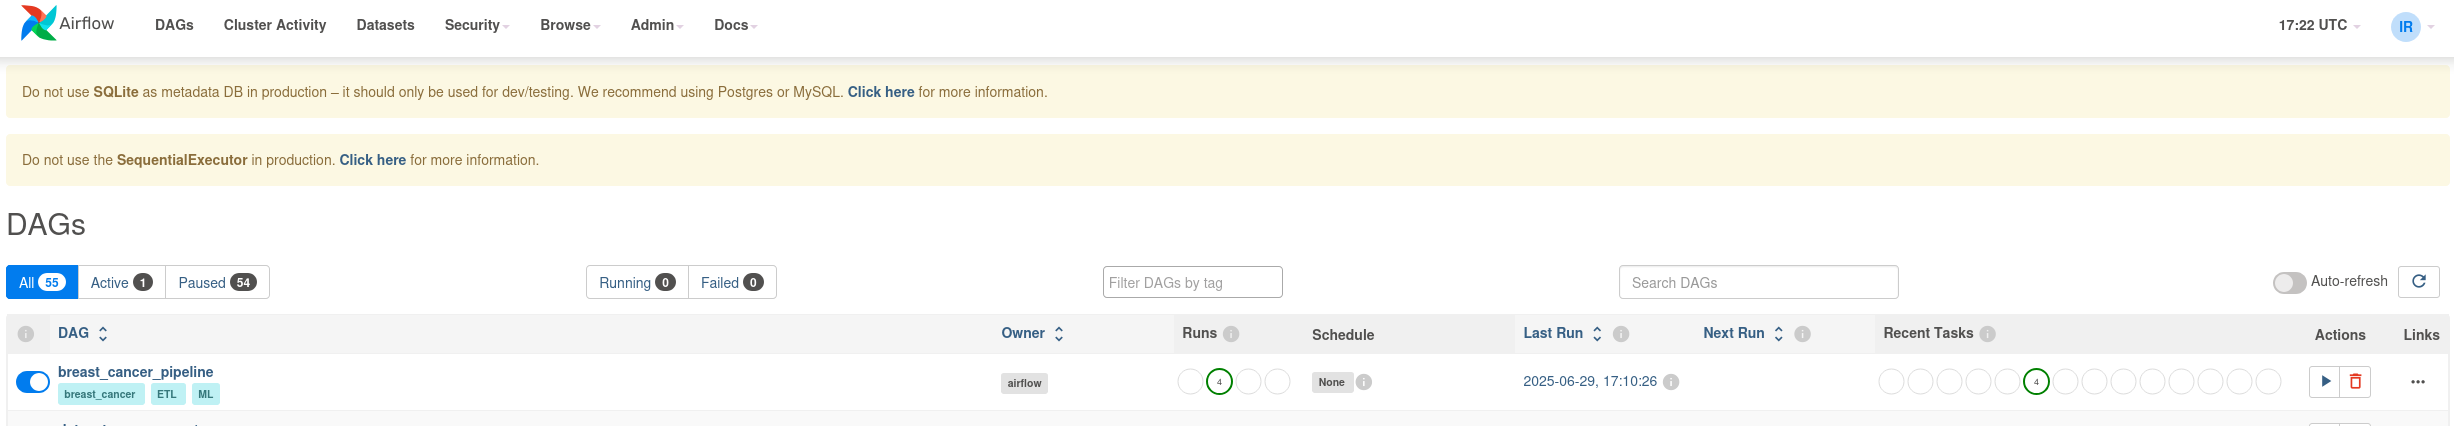 Airflow DAGs Cluster Activity Datasets Security Browse Admin Docs 17:22 UTC IR
Do not use SQLite as metadata DB in production – it should only be used for dev/testing. We recommend using Postgres or MySQL. Click here for more information.
Do not use the SequentialExecutor in production. Click here for more information.
DAGs
All 55 Active 1 Paused 54 Running 0 Failed 0 Filter DAGs by tag Search DAGs Auto-refresh
i DAG Owner Runs i Schedule Last Run i Next Run i Recent Tasks i Actions Links
breast_cancer_pipeline airflow 4 None i 2025-06-29, 17:10:26 i 4
breast_cancer ETL ML